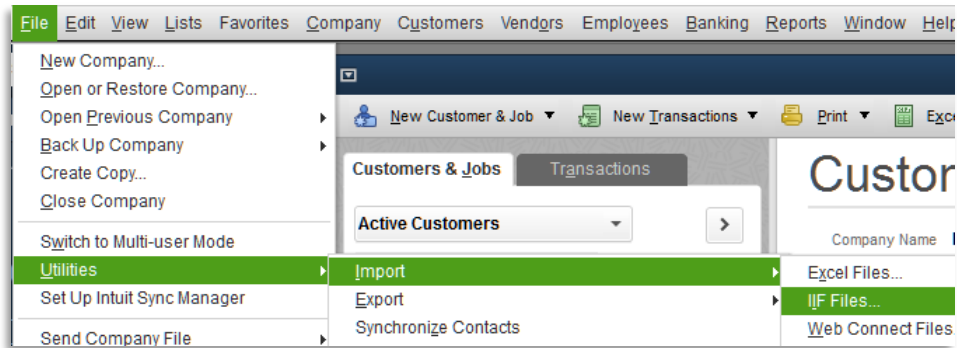 File Edit View Lists Favorites Company Customers Vendors Employees Banking Reports Window Help
New Company...
Open or Restore Company...
Open Previous Company
Back Up Company
Create Copy...
Close Company
Switch to Multi-user Mode
Utilities
Set Up Intuit Sync Manager
Send Company File
New Customer & Job New Transactions Print Exce
Customers & Jobs Transactions
Active Customers
Custor
Company Name
Import
Export
Synchronize Contacts
Excel Files...
IIF Files...
Web Connect Files